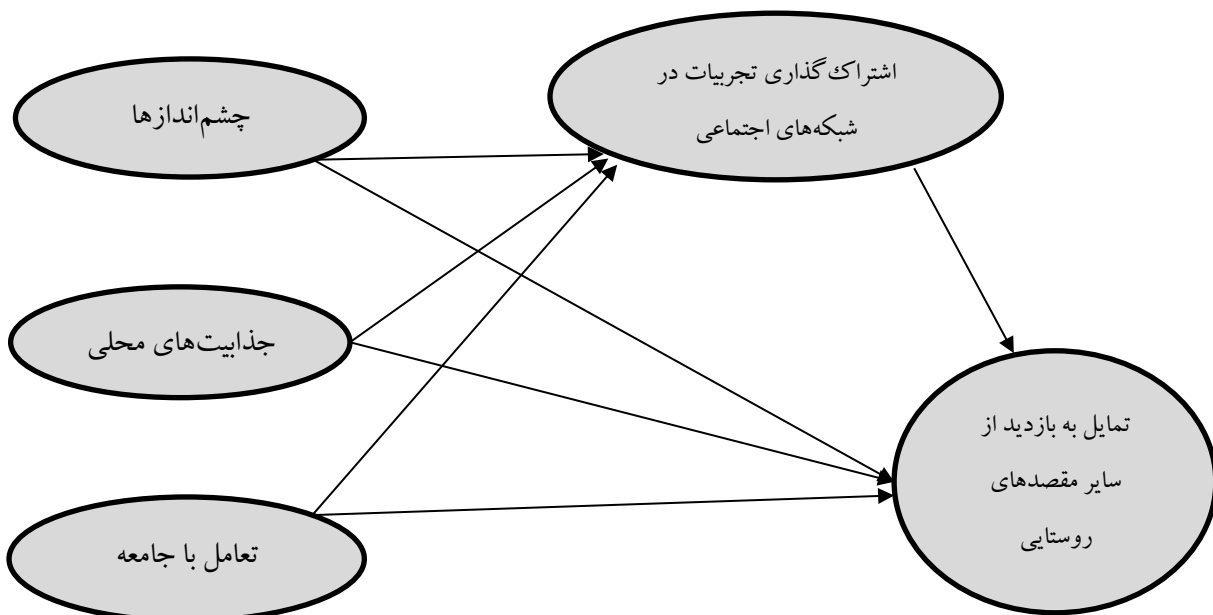 اشتراک‌گذاری تجربیات در
شبکه‌های اجتماعی
چشم‌اندازها
جذابیت‌های محلی
تمایل به بازدید از
سایر مقصدهای
روستایی
تعامل با جامعه